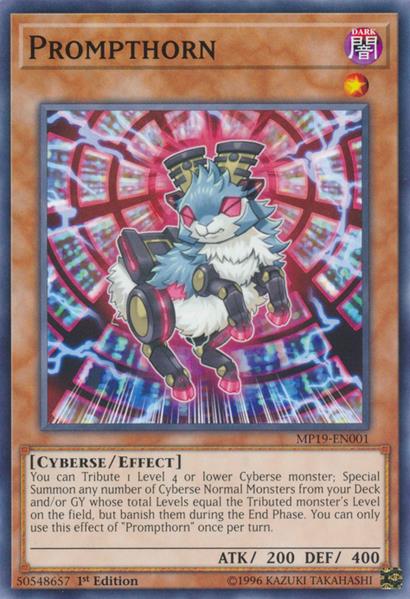 PROMPTHORN
DARK
闇
MP19-EN001
[CYBERSE/EFFECT]
You can Tribute 1 Level 4 or lower Cyberse monster; Special
Summon any number of Cyberse Normal Monsters from your Deck
and/or GY whose total Levels equal the Tributed monster's Level
on the field, but banish them during the End Phase. You can only
use this effect of "Prompthorn" once per turn.
ATK/ 200 DEF/ 400
50548657 1st Edition ©1996 KAZUKI TAKAHASHI